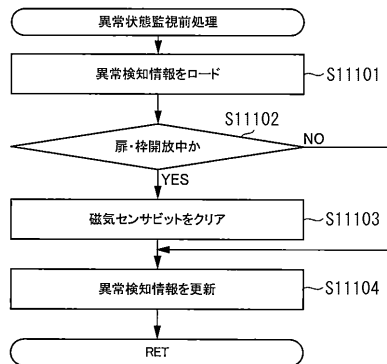 異常状態監視前処理
異常検知情報をロード
S11101
S11102
扉・枠開放中か
NO
YES
磁気センサビットをクリア
S11103
異常検知情報を更新
S11104
RET